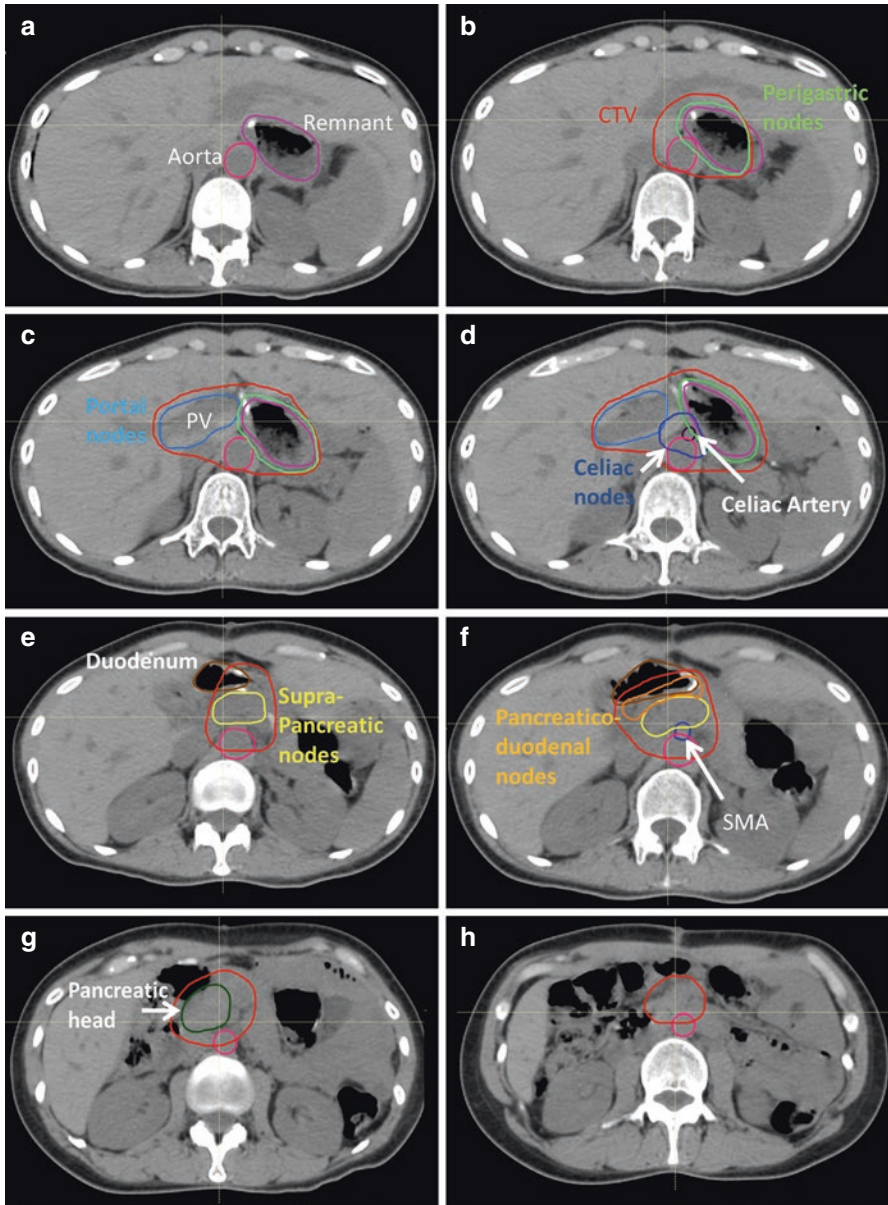 a
Remnant
Aorta
b
CTV
Perigastric
nodes
c
Portal
nodes
PV
d
Celiac
nodes
Celiac Artery
e
Duodenum
Supra-
Pancreatic
nodes
f
Pancreatico-
duodenal
nodes
SMA
g
Pancreatic
head
h